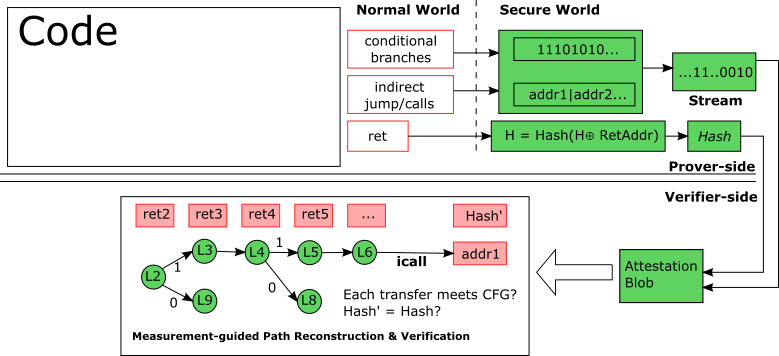 Code
Normal World
Secure World
conditional
branches
11101010...
indirect
jump/calls
addr1|addr2...
...11..0010
Stream
ret
H = Hash(H⊕ RetAddr)
Hash
Prover-side
Verifier-side
ret2
ret3
ret4
ret5
...
Hash'
L2
1
0
L3
L9
L4
1
0
L5
L8
L6
icall
addr1
Each transfer meets CFG?
Hash' = Hash?
Measurement-guided Path Reconstruction & Verification
Attestation
Blob